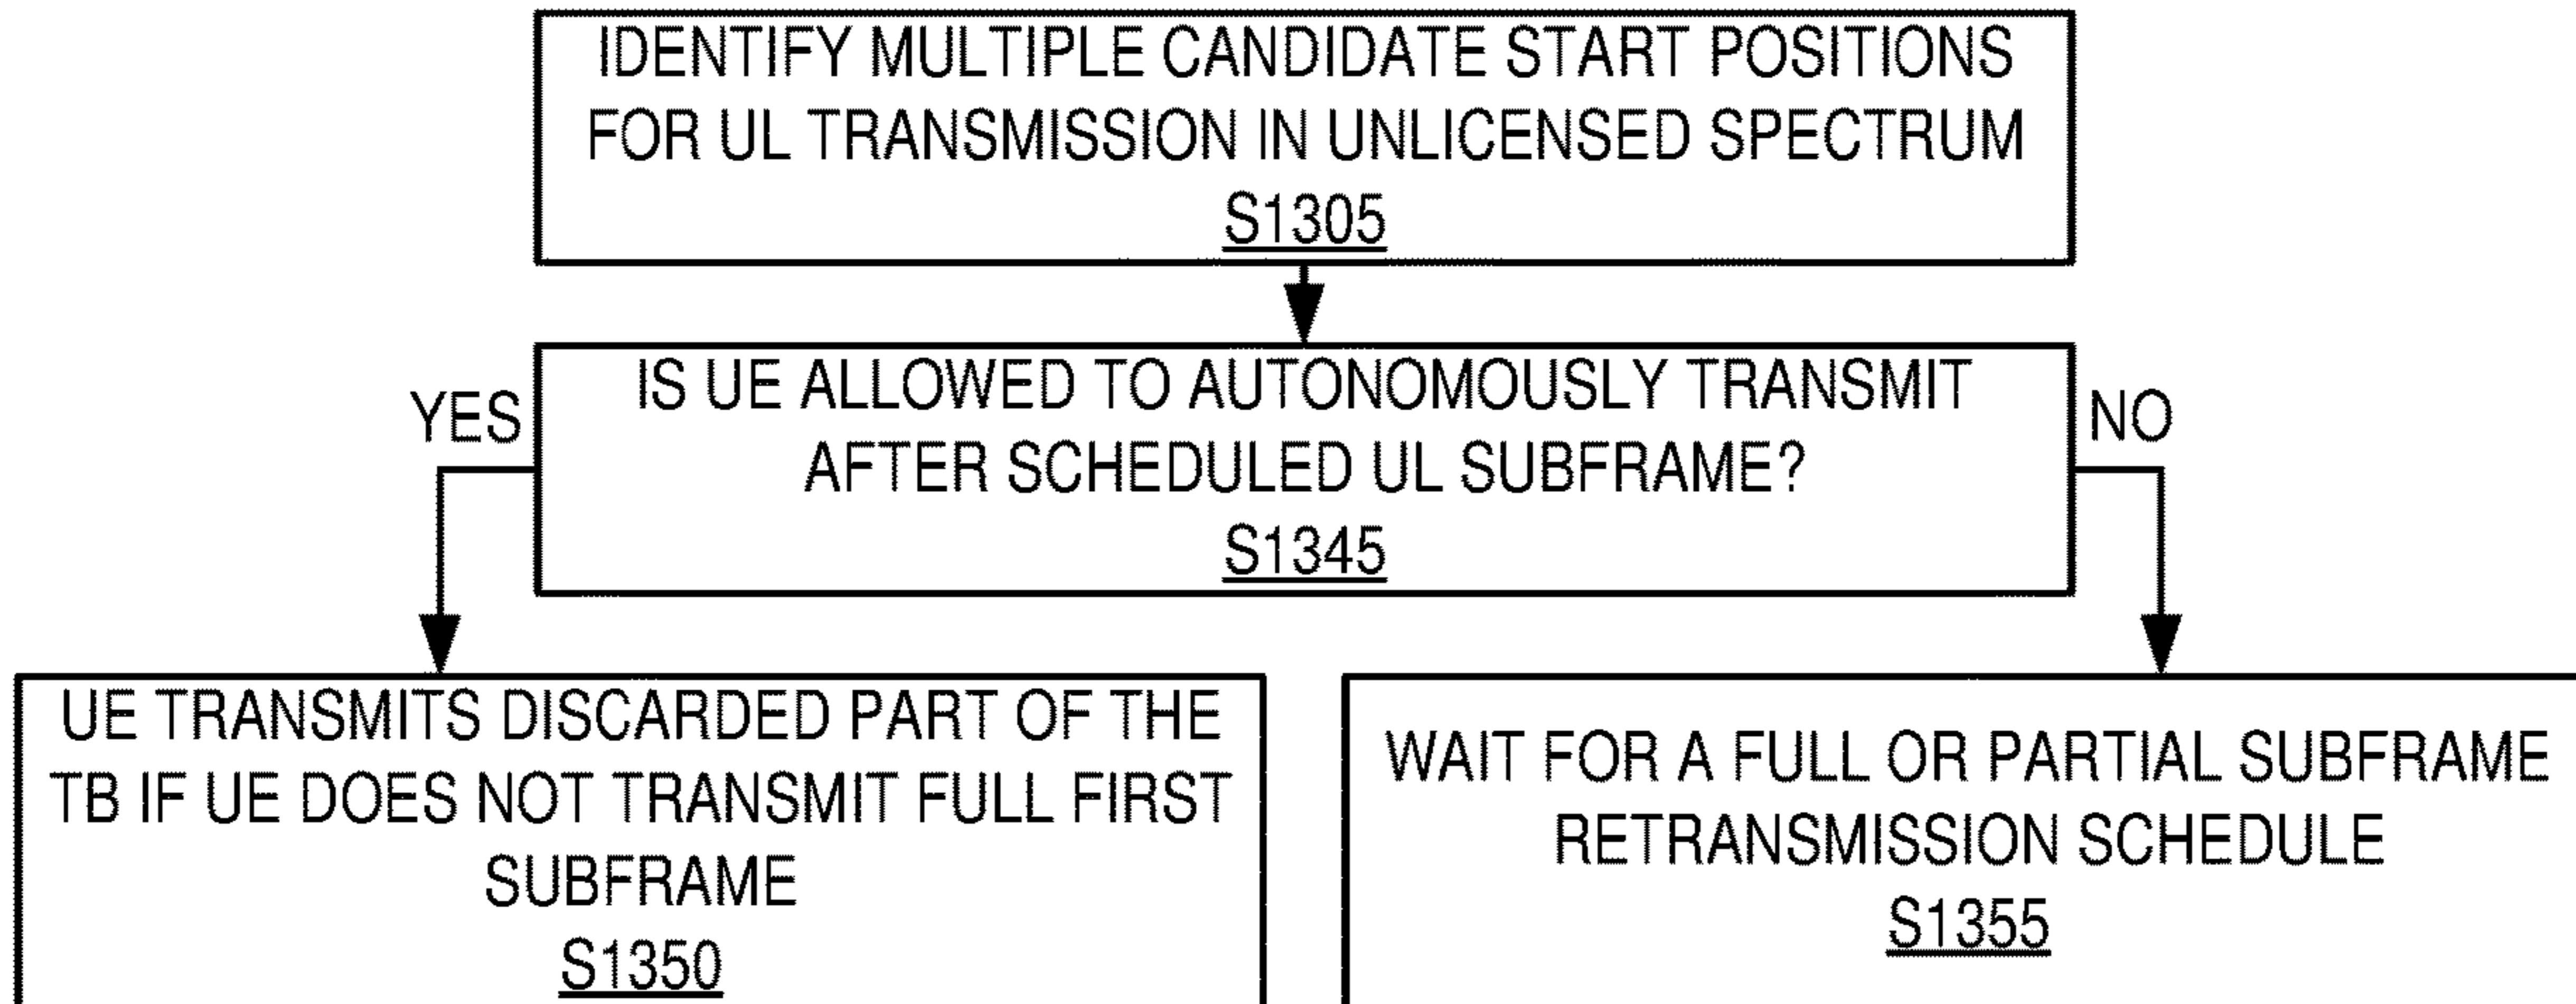 IDENTIFY MULTIPLE CANDIDATE START POSITIONS
FOR UL TRANSMISSION IN UNLICENSED SPECTRUM
S1305
IS UE ALLOWED TO AUTONOMOUSLY TRANSMIT
AFTER SCHEDULED UL SUBFRAME?
S1345
YES
NO
UE TRANSMITS DISCARDED PART OF THE
TB IF UE DOES NOT TRANSMIT FULL FIRST
SUBFRAME
S1350
WAIT FOR A FULL OR PARTIAL SUBFRAME
RETRANSMISSION SCHEDULE
S1355